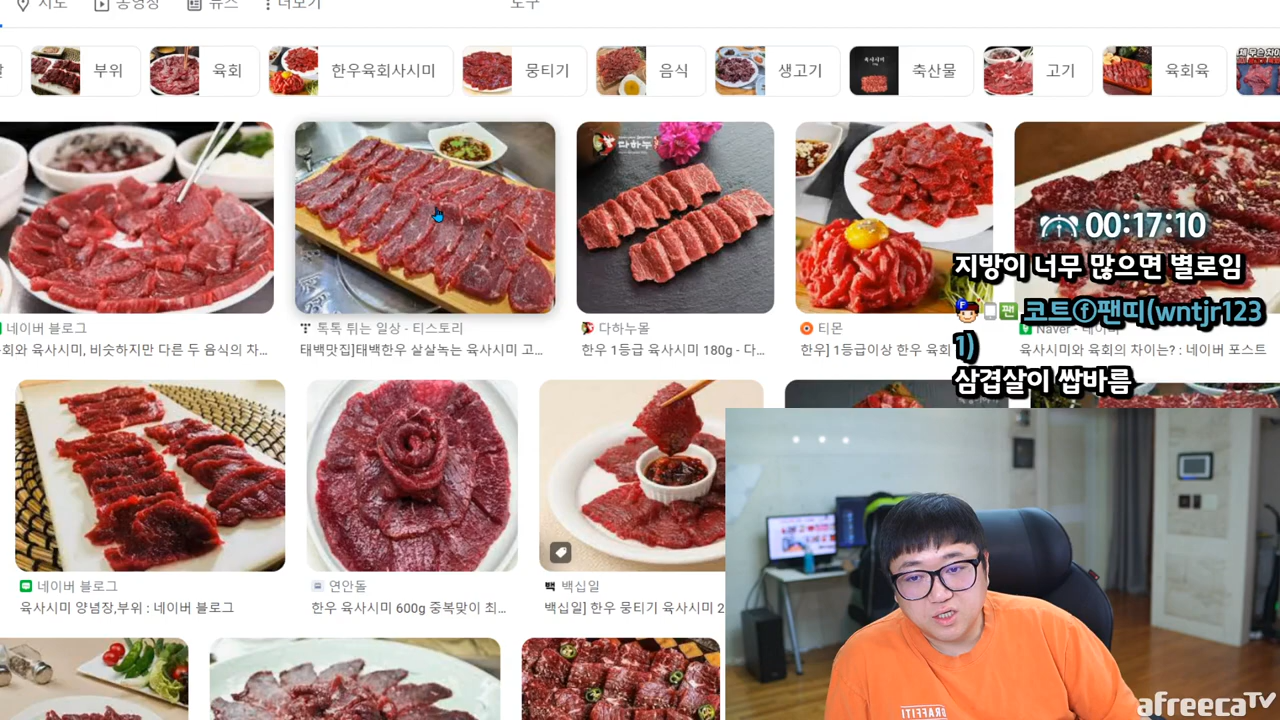 지도
동영상
뉴스
더보기
도구
부위
육회
한우육회사시미
뭉티기
음식
생고기
축산물
고기
육회육
다하누
00:17:10
지방이 너무 많으면 별로임
코트ⓕ팬띠(wntjr123
1)
삼겹살이 쌉바름
네이버 블로그
회와 육사시미, 비슷하지만 다른 두 음식의 차...
톡톡 튀는 일상 - 티스토리
태백맛집]태백한우 살살녹는 육사시미 고...
다하누몰
한우 1등급 육사시미 180g - 다...
티몬
한우] 1등급이상 한우 육회
Naver - 네이버
육사시미와 육회의 차이는? : 네이버 포스트
네이버 블로그
육사시미 양념장,부위 : 네이버 블로그
연안돌
한우 육사시미 600g 중복맞이 최...
백 백십일
백십일] 한우 뭉티기 육사시미 2
GRAFFITI
afreecaTV